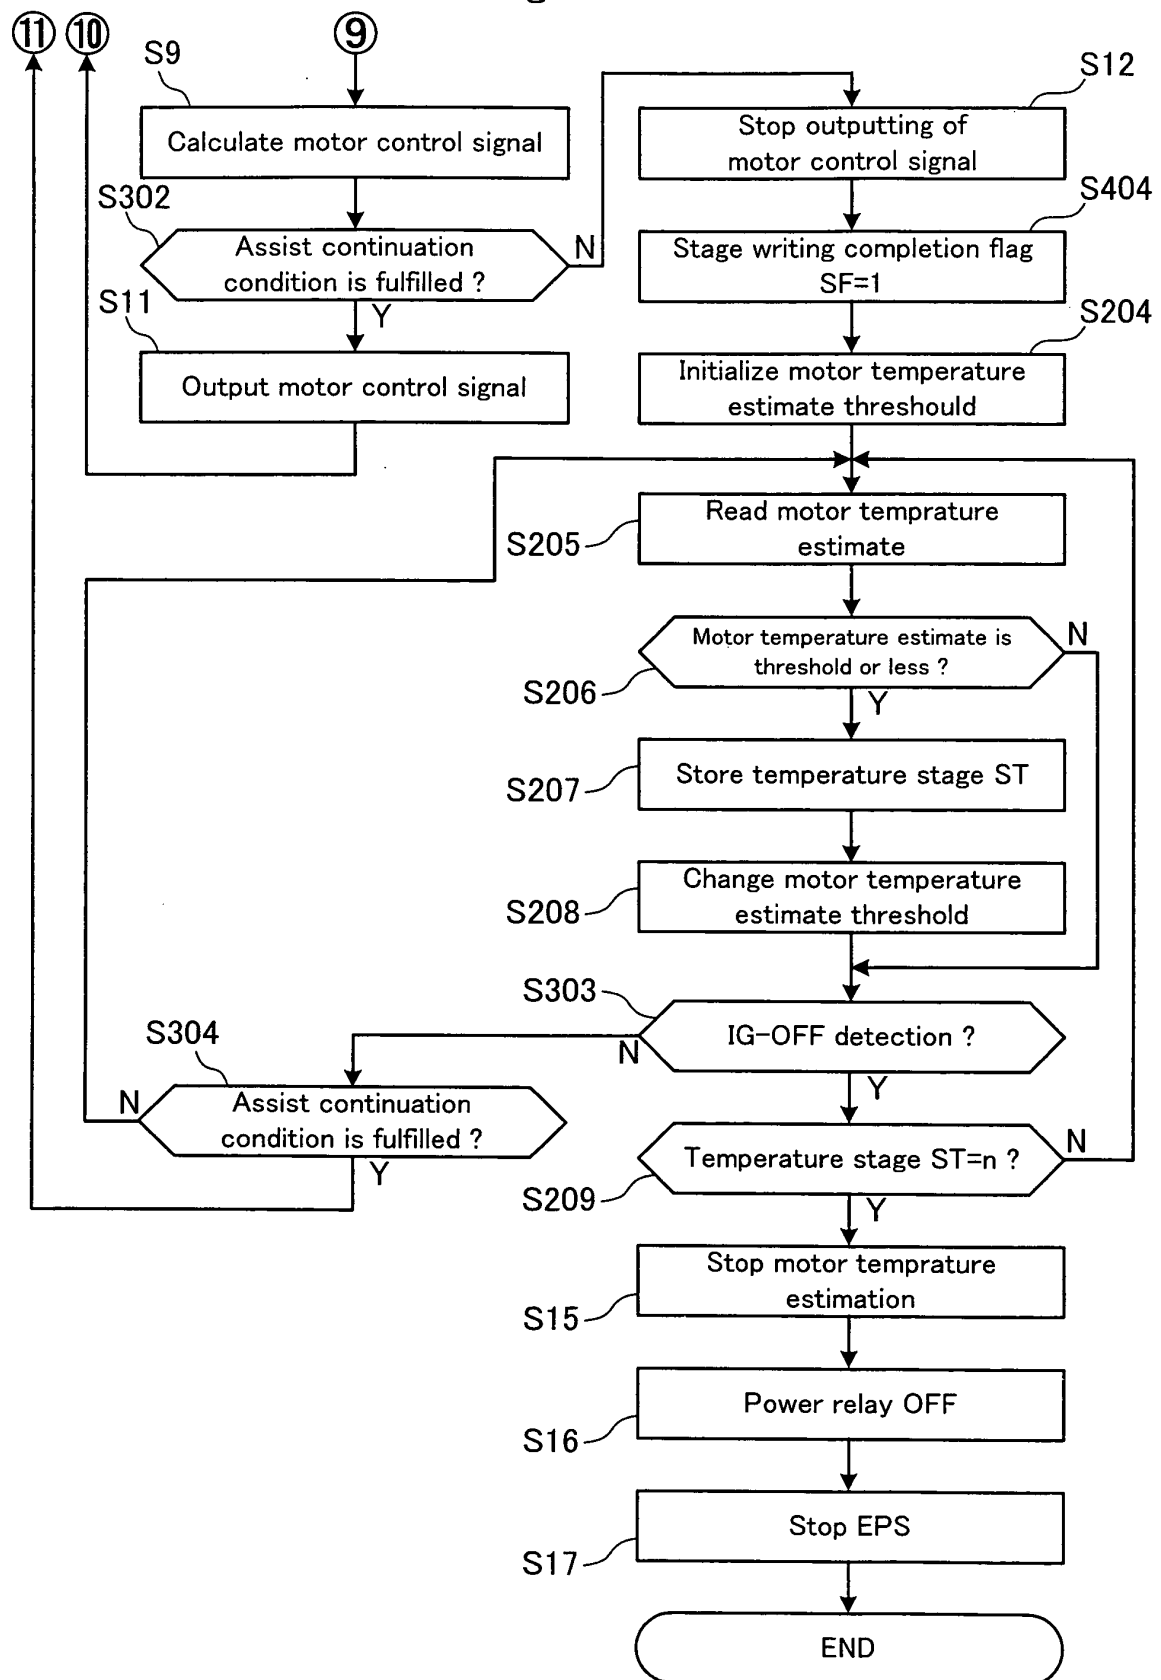 ⑪ ⑩ ⑨
S9
Calculate motor control signal
S302
Assist continuation
condition is fulfilled ?
N
Y
S11
Output motor control signal
S12
Stop outputting of
motor control signal
S404
Stage writing completion flag
SF=1
S204
Initialize motor temperature
estimate threshould
Read motor temprature
estimate
S205
Motor temperature estimate is
threshold or less ?
N
S206
Y
Store temperature stage ST
S207
Change motor temperature
estimate threshold
S208
S303
IG-OFF detection ?
N
Y
S304
Assist continuation
condition is fulfilled ?
N
Y
Temperature stage ST=n ?
N
S209
Y
Stop motor temprature
estimation
S15
Power relay OFF
S16
Stop EPS
S17
END